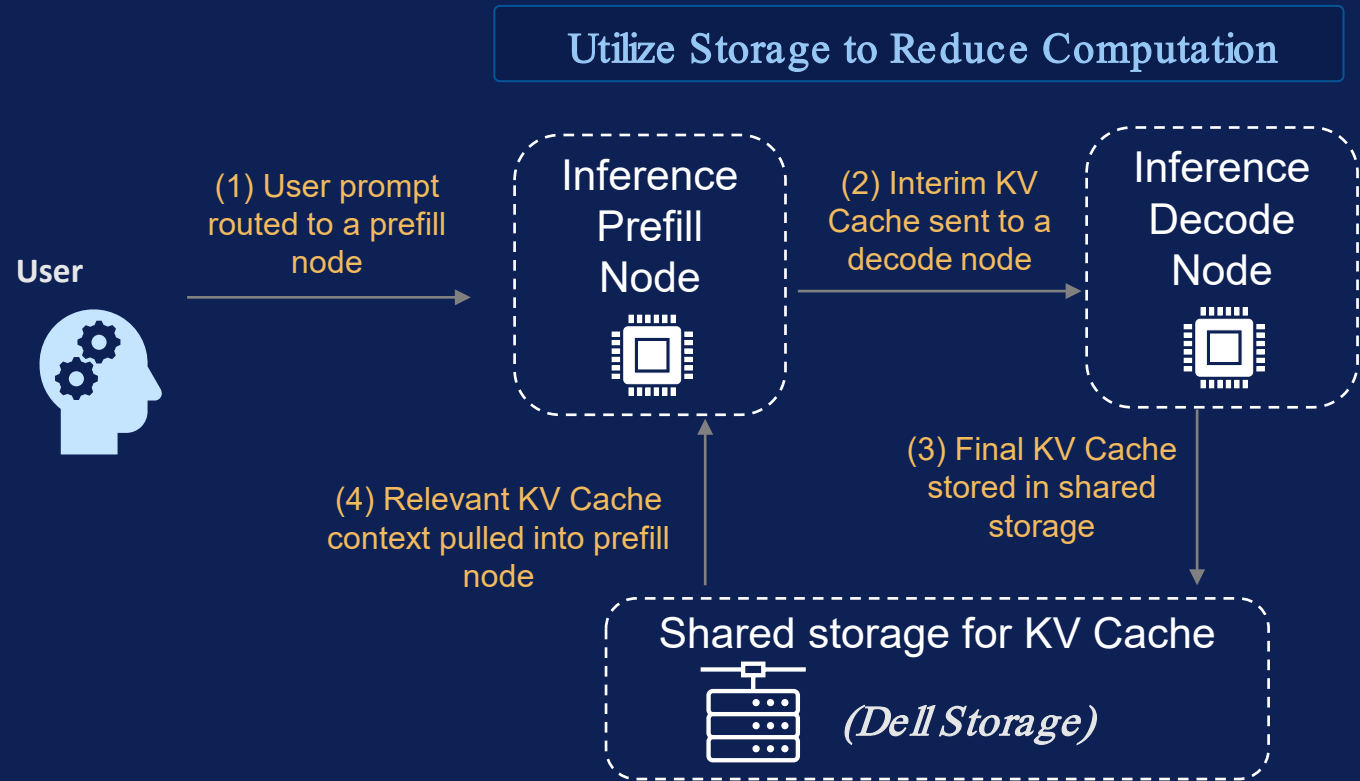 Utilize Storage to Reduce Computation
User
(1) User prompt
routed to a prefill
node
Inference
Prefill
Node
(2) Interim KV
Cache sent to a
decode node
Inference
Decode
Node
(3) Final KV Cache
stored in shared
storage
(4) Relevant KV Cache
context pulled into prefill
node
Shared storage for KV Cache
(Dell Storage)